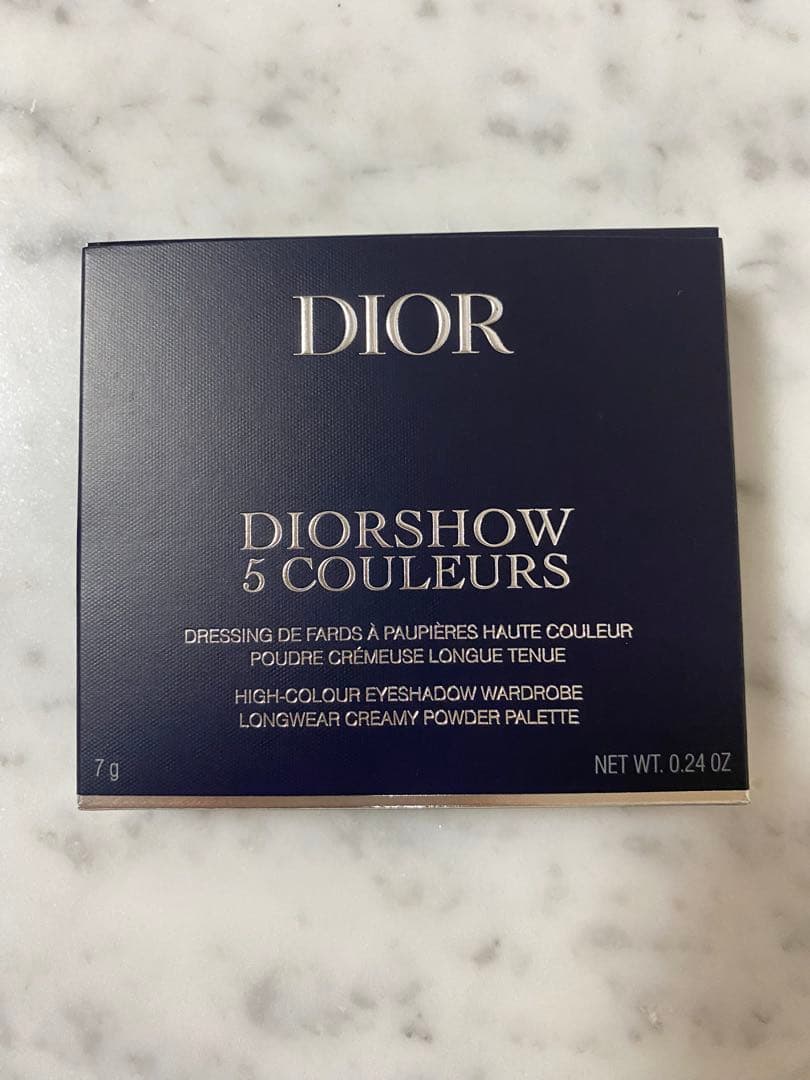 DIOR
DIORSHOW
5 COULEURS
DRESSING DE FARDS À PAUPIÈRES HAUTE COULEUR
POUDRE CRÉMEUSE LONGUE TENUE
HIGH-COLOUR EYESHADOW WARDROBE
LONGWEAR CREAMY POWDER PALETTE
7 g
NET WT. 0.24 OZ